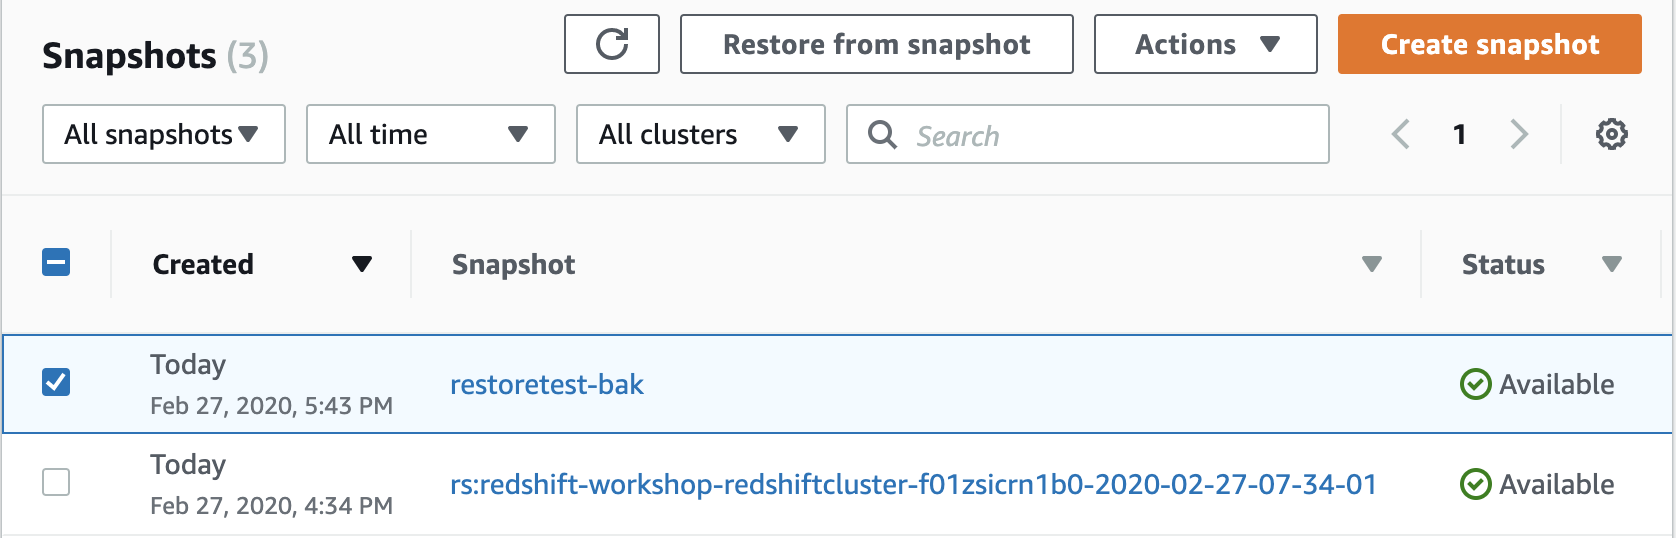 Snapshots (3)
Restore from snapshot
Actions
Create snapshot
All snapshots
All time
All clusters
Search
1
Created
Snapshot
Status
Today
Feb 27, 2020, 5:43 PM
restoretest-bak
Available
Today
Feb 27, 2020, 4:34 PM
rs:redshift-workshop-redshiftcluster-f01zsicrn1b0-2020-02-27-07-34-01
Available